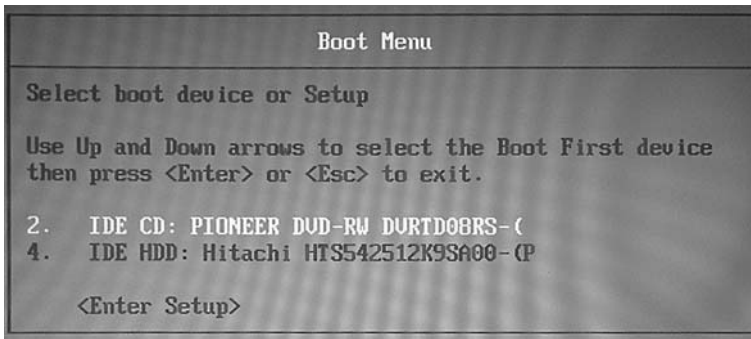 Boot Menu
Select boot device or Setup
Use Up and Down arrows to select the Boot First device
then press <Enter> or <Esc> to exit.
2. IDE CD: PIONEER DVD-RW DVRTD08RS-(
4. IDE HDD: Hitachi HTS542512K9SA00-(P
<Enter Setup>